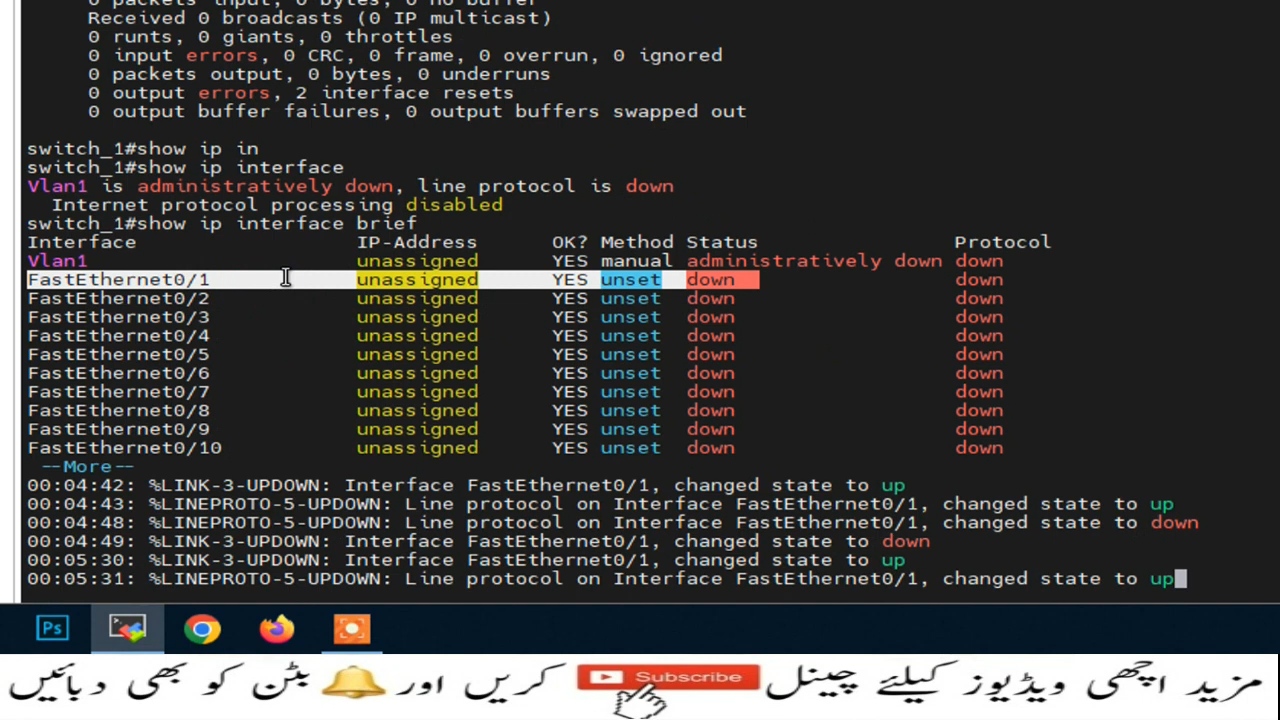 0 packets input, 0 bytes, 0 no buffer
Received 0 broadcasts (0 IP multicast)
0 runts, 0 giants, 0 throttles
0 input errors, 0 CRC, 0 frame, 0 overrun, 0 ignored
0 packets output, 0 bytes, 0 underruns
0 output errors, 2 interface resets
0 output buffer failures, 0 output buffers swapped out
switch_1#show ip in
switch_1#show ip interface
Vlan1 is administratively down, line protocol is down
Internet protocol processing disabled
switch_1#show ip interface brief
Interface IP-Address OK? Method Status Protocol
Vlan1 unassigned YES manual administratively down down
FastEthernet0/1 unassigned YES unset down
FastEthernet0/2 unassigned YES unset down down
FastEthernet0/3 unassigned YES unset down down
FastEthernet0/4 unassigned YES unset down down
FastEthernet0/5 unassigned YES unset down down
FastEthernet0/6 unassigned YES unset down down
FastEthernet0/7 unassigned YES unset down down
FastEthernet0/8 unassigned YES unset down down
FastEthernet0/9 unassigned YES unset down down
FastEthernet0/10 unassigned YES unset down down
--More--
00:04:42: %LINK-3-UPDOWN: Interface FastEthernet0/1, changed state to up
00:04:43: %LINEPROTO-5-UPDOWN: Line protocol on Interface FastEthernet0/1, changed state to up
00:04:48: %LINEPROTO-5-UPDOWN: Line protocol on Interface FastEthernet0/1, changed state to down
00:04:49: %LINK-3-UPDOWN: Interface FastEthernet0/1, changed state to down
00:05:30: %LINK-3-UPDOWN: Interface FastEthernet0/1, changed state to up
00:05:31: %LINEPROTO-5-UPDOWN: Line protocol on Interface FastEthernet0/1, changed state to up
Ps
مزید اچھی ویڈیوز کیلئے چینل Subscribe کریں اور بٹن کو بھی دبائیں